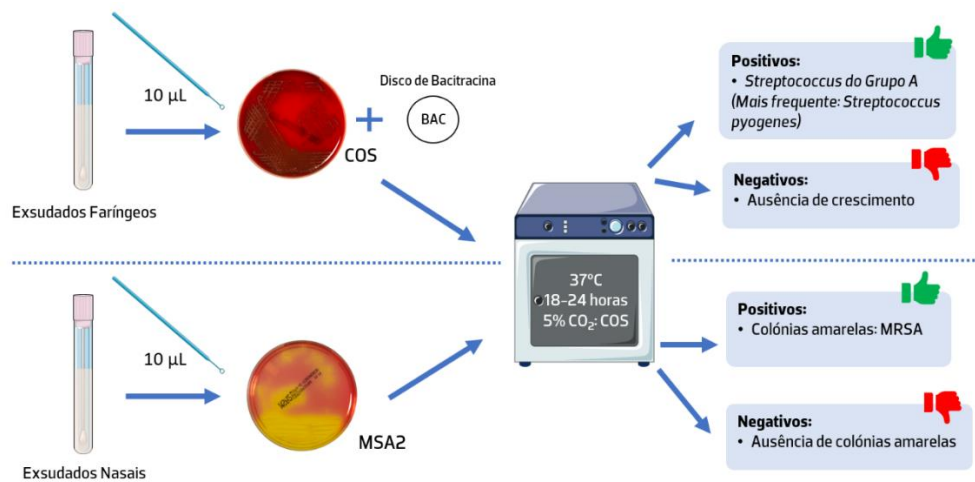 10 µL
Exsudados Faríngeos
COS
Disco de Bacitracina
BAC
Positivos:
• Streptococcus do Grupo A
(Mais frequente: Streptococcus
pyogenes)
Negativos:
• Ausência de crescimento
37ºC
18-24 horas
5% CO₂: COS
10 µL
Exsudados Nasais
MSA2
Positivos:
• Colónias amarelas: MRSA
Negativos:
• Ausência de colónias amarelas